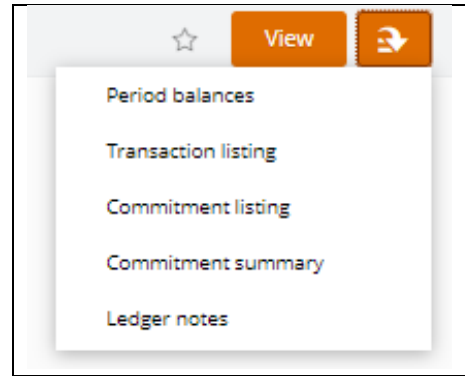 View
Period balances
Transaction listing
Commitment listing
Commitment summary
Ledger notes